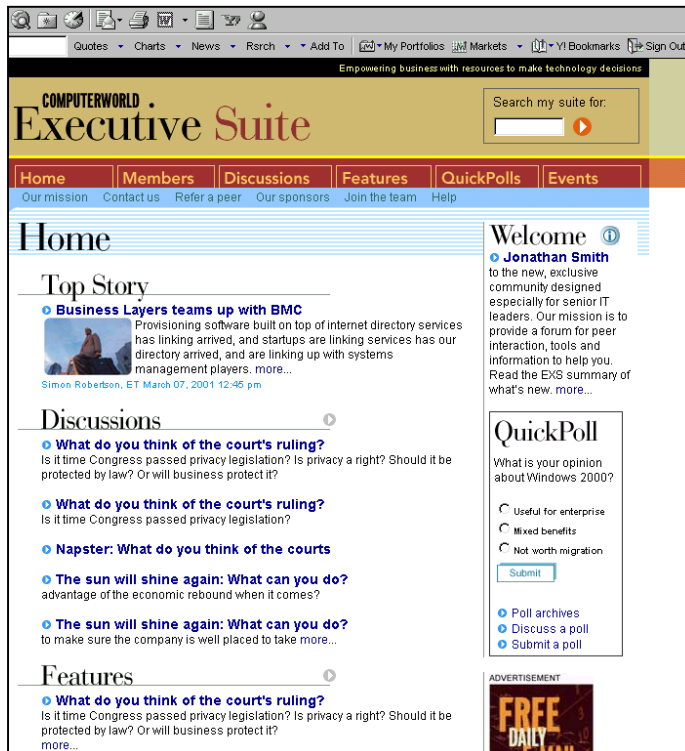 Quotes Charts News Rsrch Add To My Portfolios Markets Y! Bookmarks Sign Out
Empowering business with resources to make technology decisions
COMPUTERWORLD
Executive Suite
Search my suite for:
Home Members Discussions Features QuickPolls Events
Our mission Contact us Refer a peer Our sponsors Join the team Help
Home
Top Story
Business Layers teams up with BMC
Provisioning software built on top of internet directory services
has linking arrived, and startups are linking services has our
directory arrived, and are linking up with systems
management players. more...
Simon Robertson, ET March 07, 2001 12:45 pm
Discussions
What do you think of the court's ruling?
Is it time Congress passed privacy legislation? Is privacy a right? Should it be
protected by law? Or will business protect it?
What do you think of the court's ruling?
Is it time Congress passed privacy legislation?
Napster: What do you think of the courts
The sun will shine again: What can you do?
advantage of the economic rebound when it comes?
The sun will shine again: What can you do?
to make sure the company is well placed to take more...
Features
What do you think of the court's ruling?
Is it time Congress passed privacy legislation? Is privacy a right? Should it be
protected by law? Or will business protect it?
more...
Welcome
Jonathan Smith
to the new, exclusive
community designed
especially for senior IT
leaders. Our mission is to
provide a forum for peer
interaction, tools and
information to help you.
Read the EXS summary of
what's new. more...
QuickPoll
What is your opinion
about Windows 2000?
Useful for enterprise
Mixed benefits
Not worth migration
Submit
Poll archives
Discuss a poll
Submit a poll
ADVERTISEMENT
FREE
DAILY